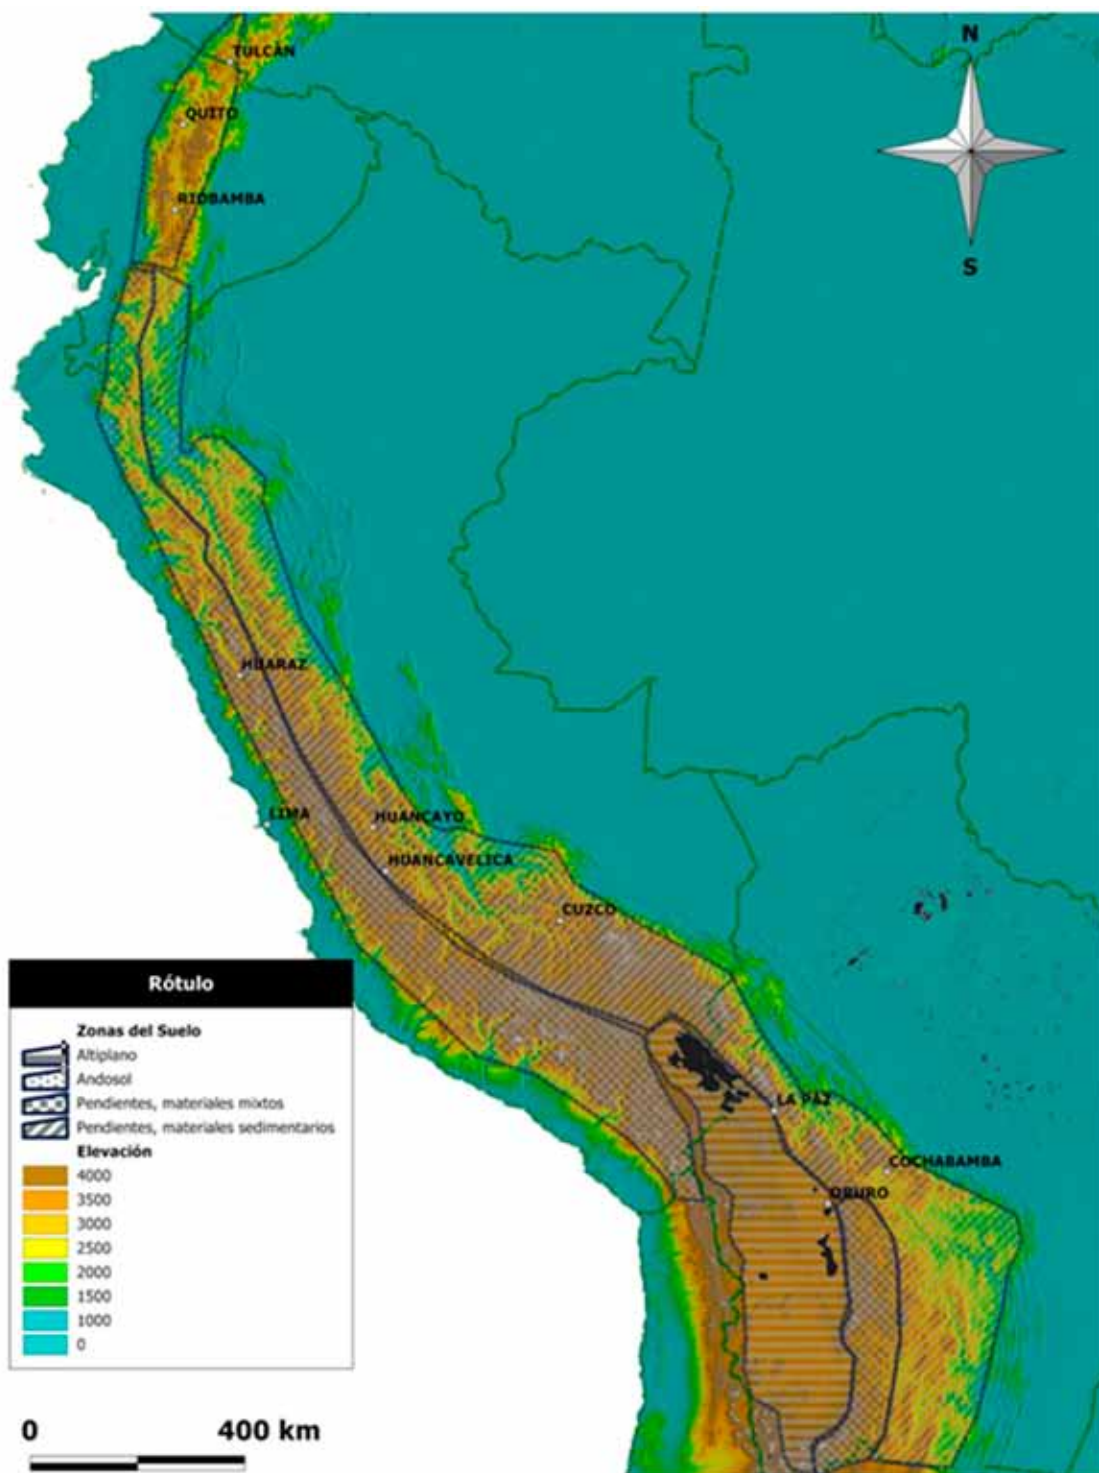 N
TULCÁN
QUITO
RIOBAMBA
S
HUARAZ
LIMA
HUANCAYO
HUANCAVELICA
CUZCO
LA PAZ
COCHABAMBA
ORURO
Rótulo
Zonas del Suelo
Altiplano
Andosol
Pendientes, materiales mixtos
Pendientes, materiales sedimentarios
Elevación
4000
3500
3000
2500
2000
1500
1000
0
0 400 km